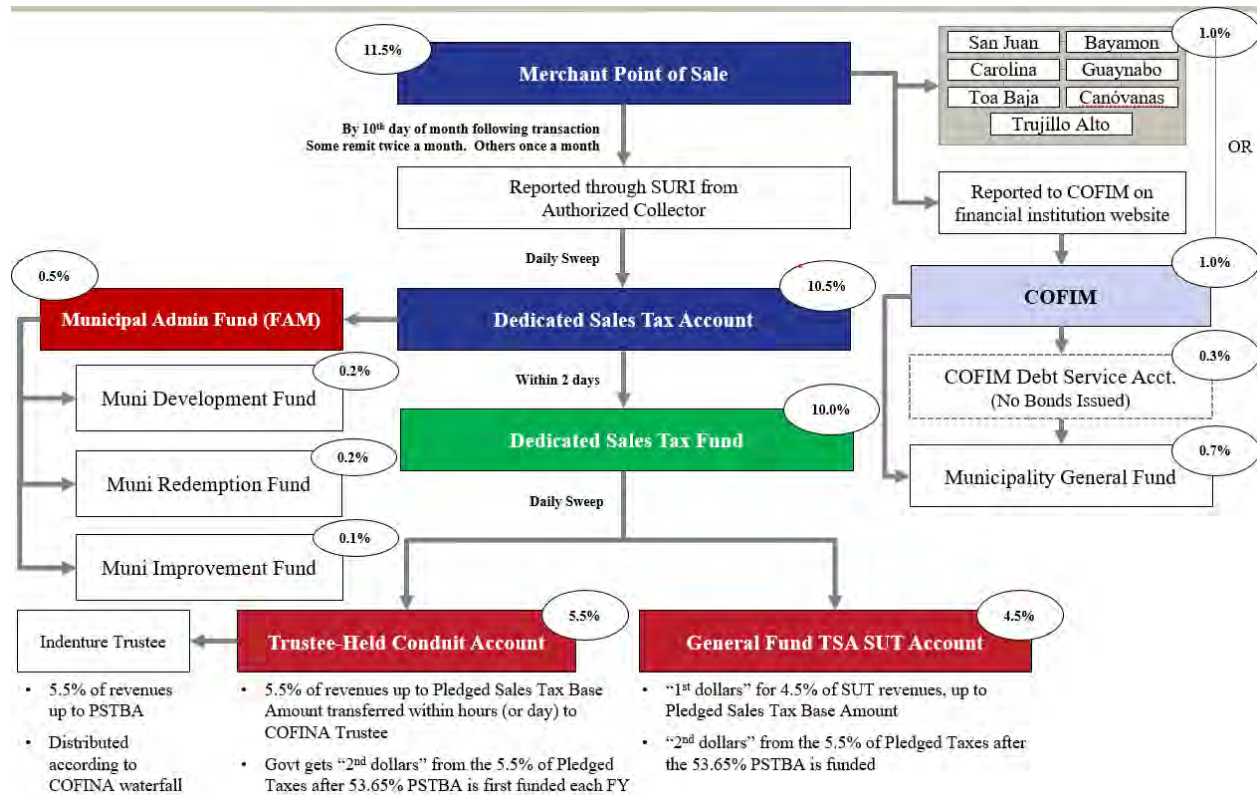 11.5%
Merchant Point of Sale
1.0%
San Juan
Bayamon
Carolina
Guaynabo
Toa Baja
Canóvanas
Trujillo Alto
OR
By 10th day of month following transaction
Some remit twice a month. Others once a month
Reported through SURI from
Authorized Collector
Reported to COFIM on
financial institution website
Daily Sweep
0.5%
Municipal Admin Fund (FAM)
10.5%
Dedicated Sales Tax Account
1.0%
COFIM
0.2%
Muni Development Fund
Within 2 days
0.3%
COFIM Debt Service Acct.
(No Bonds Issued)
10.0%
Dedicated Sales Tax Fund
0.2%
Muni Redemption Fund
0.7%
Municipality General Fund
Daily Sweep
0.1%
Muni Improvement Fund
Indenture Trustee
5.5%
Trustee-Held Conduit Account
4.5%
General Fund TSA SUT Account
• 5.5% of revenues
up to PSTBA
• Distributed
according to
COFINA waterfall
• 5.5% of revenues up to Pledged Sales Tax Base
Amount transferred within hours (or day) to
COFINA Trustee
• Govt gets “2nd dollars” from the 5.5% of Pledged
Taxes after 53.65% PSTBA is first funded each FY
• “1st dollars” for 4.5% of SUT revenues, up to
Pledged Sales Tax Base Amount
• “2nd dollars” from the 5.5% of Pledged Taxes after
the 53.65% PSTBA is funded